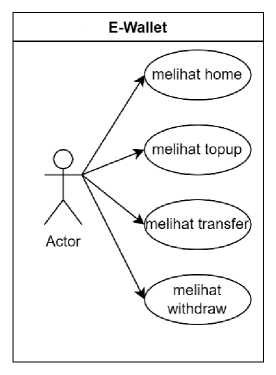 E-Wallet
melihat home
melihat topup
melihat transfer
Actor
melihat
withdraw